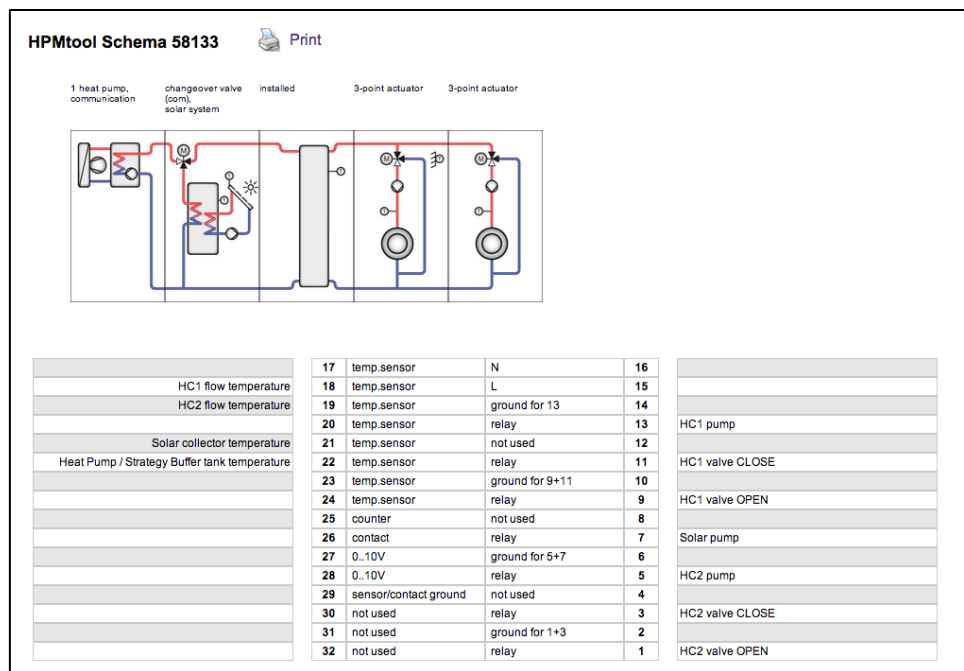 HPMtool Schema 58133 Print
1 heat pump, changeover valve installed 3-point actuator 3-point actuator
communication (com),
solar system
M M M
T T T T T T
17 temp.sensor N 16
HC1 flow temperature 18 temp.sensor L 15
HC2 flow temperature 19 temp.sensor ground for 13 14
20 temp.sensor relay 13 HC1 pump
Solar collector temperature 21 temp.sensor not used 12
Heat Pump / Strategy Buffer tank temperature 22 temp.sensor relay 11 HC1 valve CLOSE
23 temp.sensor ground for 9+11 10
24 temp.sensor relay 9 HC1 valve OPEN
25 counter not used 8
26 contact relay 7 Solar pump
27 0..10V ground for 5+7 6
28 0..10V relay 5 HC2 pump
29 sensor/contact ground not used 4
30 not used relay 3 HC2 valve CLOSE
31 not used ground for 1+3 2
32 not used relay 1 HC2 valve OPEN